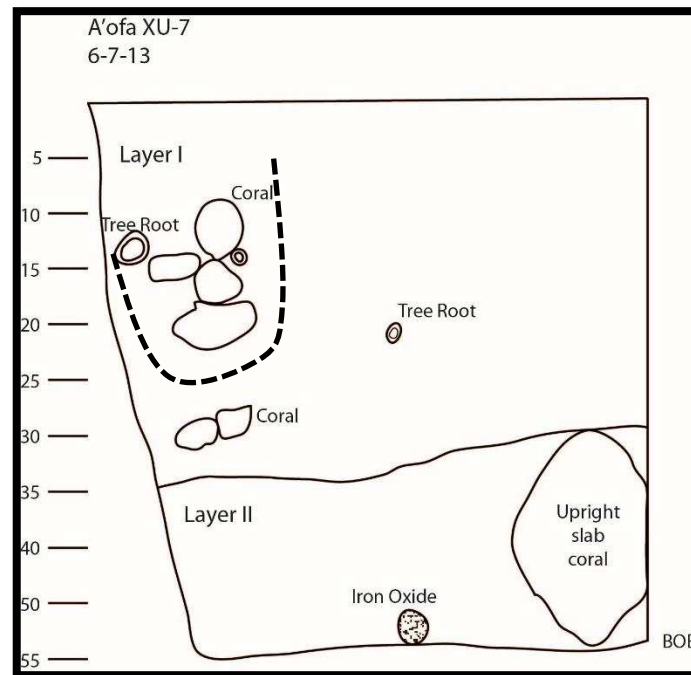 A'ofa XU-7
6-7-13
5
Layer I
10
Coral
Tree Root
15
20
Tree Root
25
Coral
30
35
Layer II
Upright
slab
coral
40
Iron Oxide
50
BOE
55